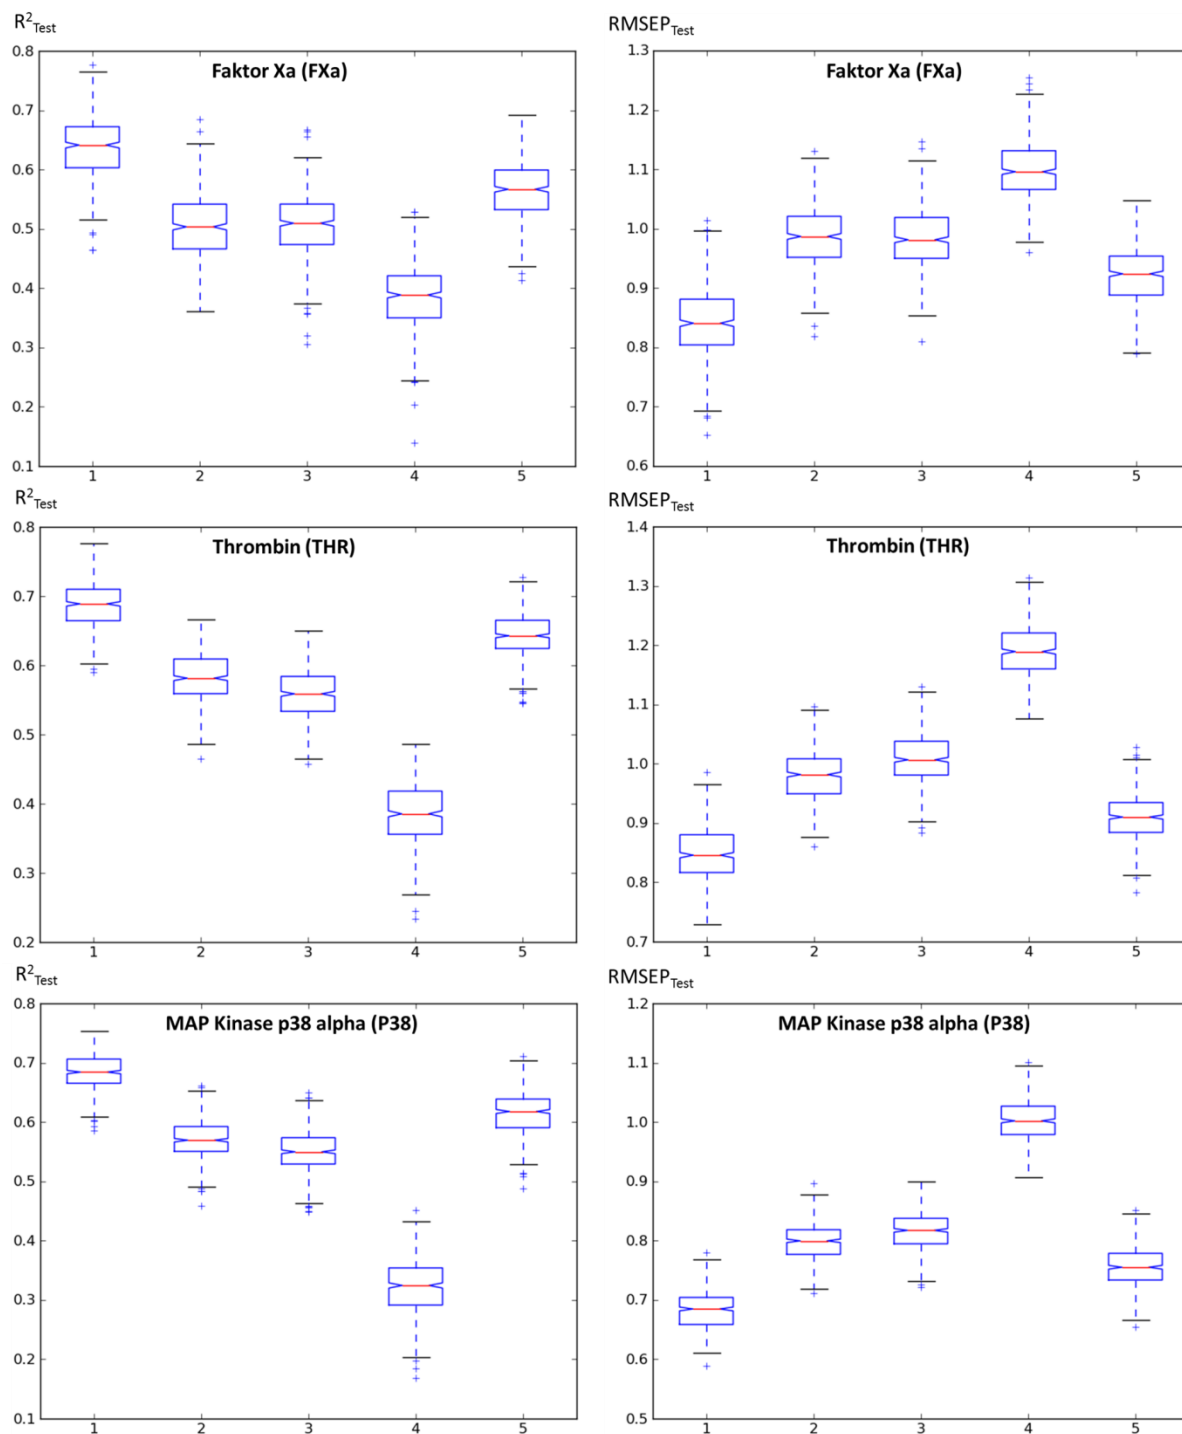 R²Test
Faktor Xa (FXa)
0.8
0.7
0.6
0.5
0.4
0.3
0.2
0.1
1 2 3 4 5
RMSEPTest
Faktor Xa (FXa)
1.3
1.2
1.1
1.0
0.9
0.8
0.7
0.6
1 2 3 4 5
R²Test
Thrombin (THR)
0.8
0.7
0.6
0.5
0.4
0.3
0.2
1 2 3 4 5
RMSEPTest
Thrombin (THR)
1.4
1.3
1.2
1.1
1.0
0.9
0.8
0.7
1 2 3 4 5
R²Test
MAP Kinase p38 alpha (P38)
0.8
0.7
0.6
0.5
0.4
0.3
0.2
0.1
1 2 3 4 5
RMSEPTest
MAP Kinase p38 alpha (P38)
1.2
1.1
1.0
0.9
0.8
0.7
0.6
0.5
1 2 3 4 5